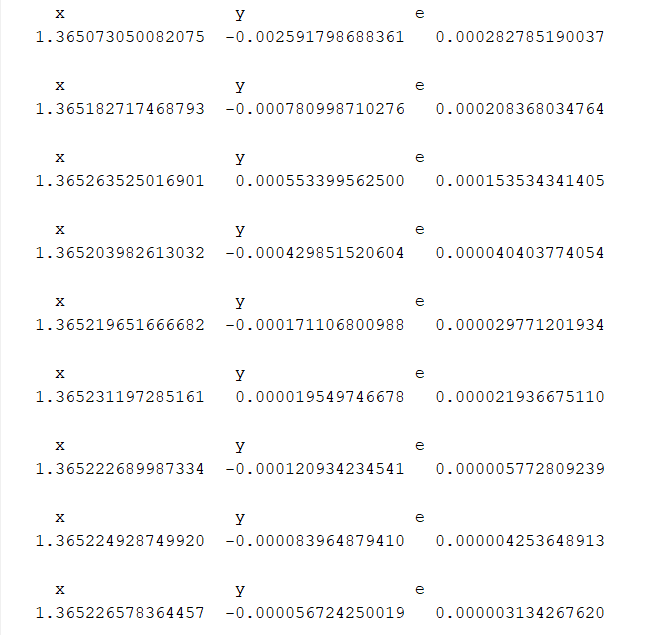 x y e
1.365073050082075 -0.002591798688361 0.000282785190037
x y e
1.365182717468793 -0.000780998710276 0.000208368034764
x y e
1.365263525016901 0.000553399562500 0.000153534341405
x y e
1.365203982613032 -0.000429851520604 0.000040403774054
x y e
1.365219651666682 -0.000171106800988 0.000029771201934
x y e
1.365231197285161 0.000019549746678 0.000021936675110
x y e
1.365222689987334 -0.000120934234541 0.000005772809239
x y e
1.365224928749920 -0.000083964879410 0.000004253648913
x y e
1.365226578364457 -0.000056724250019 0.000003134267620